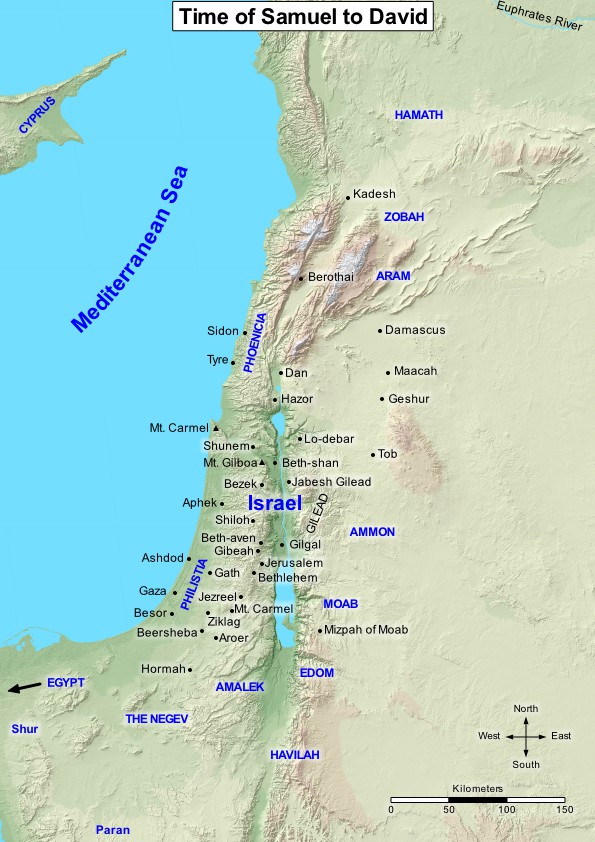 Time of Samuel to David
Euphrates River
CYPRUS
HAMATH
Mediterranean Sea
Kadesh
ZOBAH
Berothai
ARAM
Sidon
PHOENICIA
Damascus
Tyre
Dan
Maacah
Hazor
Geshur
Mt. Carmel
Shunem
Lo-debar
Mt. Gilboa
Beth-shan
Tob
Bezek
Jabesh Gilead
Aphek
Israel
GILEAD
Shiloh
AMMON
Beth-aven
Gibeah
Gilgal
Ashdod
Jerusalem
PHILISTIA
Gath
Bethlehem
Gaza
Jezreel
MOAB
Besor
Mt. Carmel
Ziklag
Beersheba
Aroer
Mizpah of Moab
Hormah
EDOM
EGYPT
AMALEK
Shur
THE NEGEV
North
West
East
South
HAVILAH
Kilometers
0 50 100 150
Paran